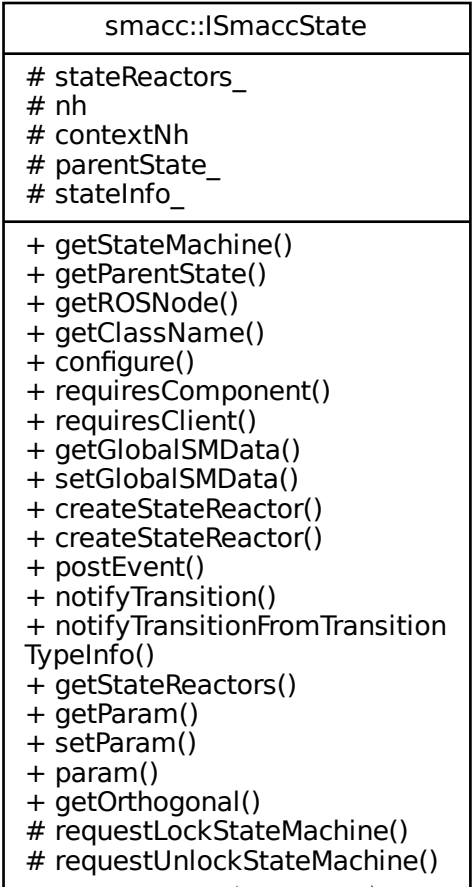 smacc::ISmaccState
# stateReactors_
# nh
# contextNh
# parentState_
# stateInfo_
+ getStateMachine()
+ getParentState()
+ getROSNode()
+ getClassName()
+ configure()
+ requiresComponent()
+ requiresClient()
+ getGlobalSMData()
+ setGlobalSMData()
+ createStateReactor()
+ createStateReactor()
+ postEvent()
+ notifyTransition()
+ notifyTransitionFromTransition
TypeInfo()
+ getStateReactors()
+ getParam()
+ setParam()
+ param()
+ getOrthogonal()
# requestLockStateMachine()
# requestUnlockStateMachine()